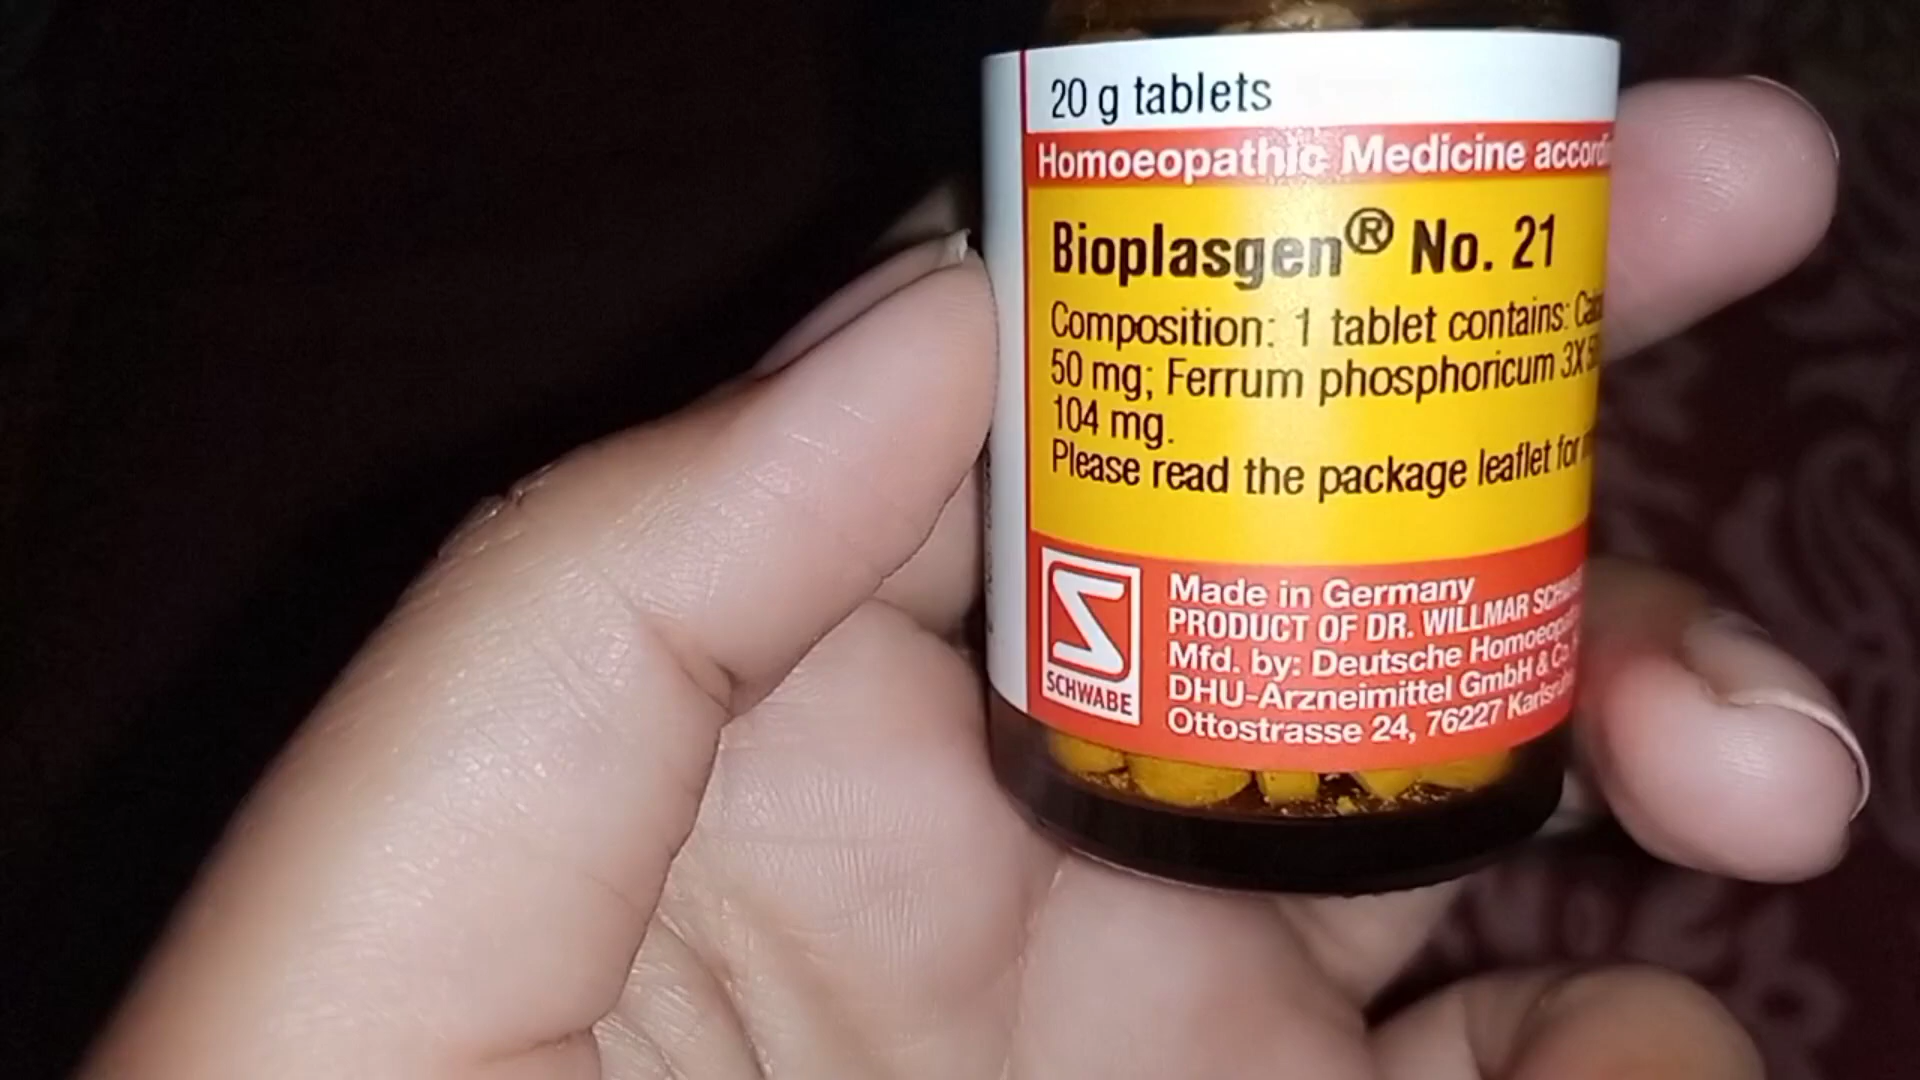 20 g tablets
Homoeopathic Medicine
Bioplasgen® No. 21
Composition: 1 tablet contains:
50 mg; Ferrum phosphoricum 3X
104 mg.
Please read the package leaflet for
Made in Germany
PRODUCT OF DR. WILLMAR
Mfd. by: Deutsche
DHU-Arzneimittel GmbH & Co.
Ottostrasse 24, 76227
SCHWABE